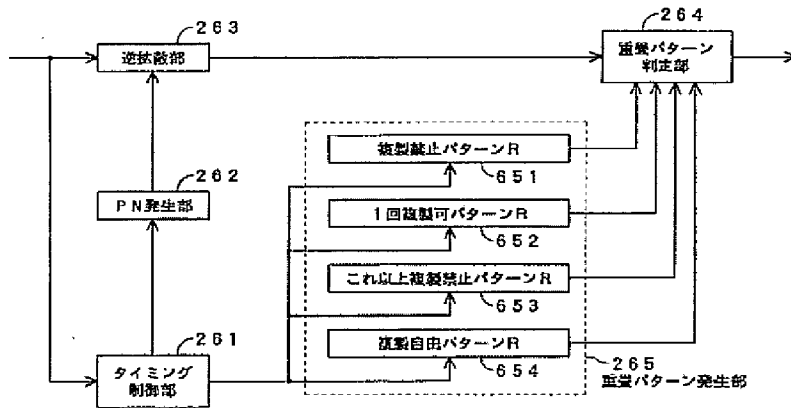 263
逆拡散部
264
重畳パターン
判定部
262
PN発生部
複製禁止パターンR
651
1回複製可パターンR
652
これ以上複製禁止パターンR
653
複製自由パターンR
654
261
タイミング
制御部
265
重畳パターン発生部